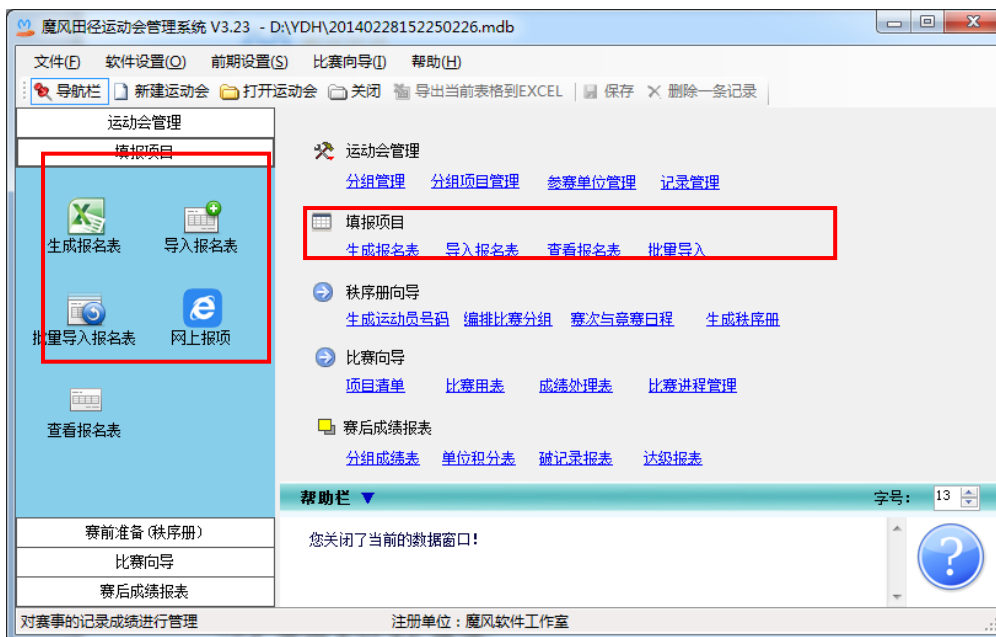 魔风田径运动会管理系统 V3.23 - D:\YDH\20140228152250226.mdb
文件(F) 软件设置(O) 前期设置(S) 比赛向导(I) 帮助(H)
导航栏 新建运动会 打开运动会 关闭 导出当前表格到EXCEL 保存 删除一条记录
运动会管理
填报项目
生成报名表 导入报名表
批量导入报名表 网上报项
查看报名表
赛前准备(秩序册)
比赛向导
赛后成绩报表
运动会管理
分组管理 分组项目管理 参赛单位管理 记录管理
填报项目
生成报名表 导入报名表 查看报名表 批里导入
秩序册向导
生成运动员号码 编排比赛分组 赛次与竞赛日程 生成秩序册
比赛向导
项目清单 比赛用表 成绩处理表 比赛进程管理
赛后成绩报表
分组成绩表 单位积分表 破记录报表 达级报表
帮助栏 ▼ 字号: 13
您关闭了当前的数据窗口!
对赛事的记录成绩进行管理 注册单位:魔风软件工作室